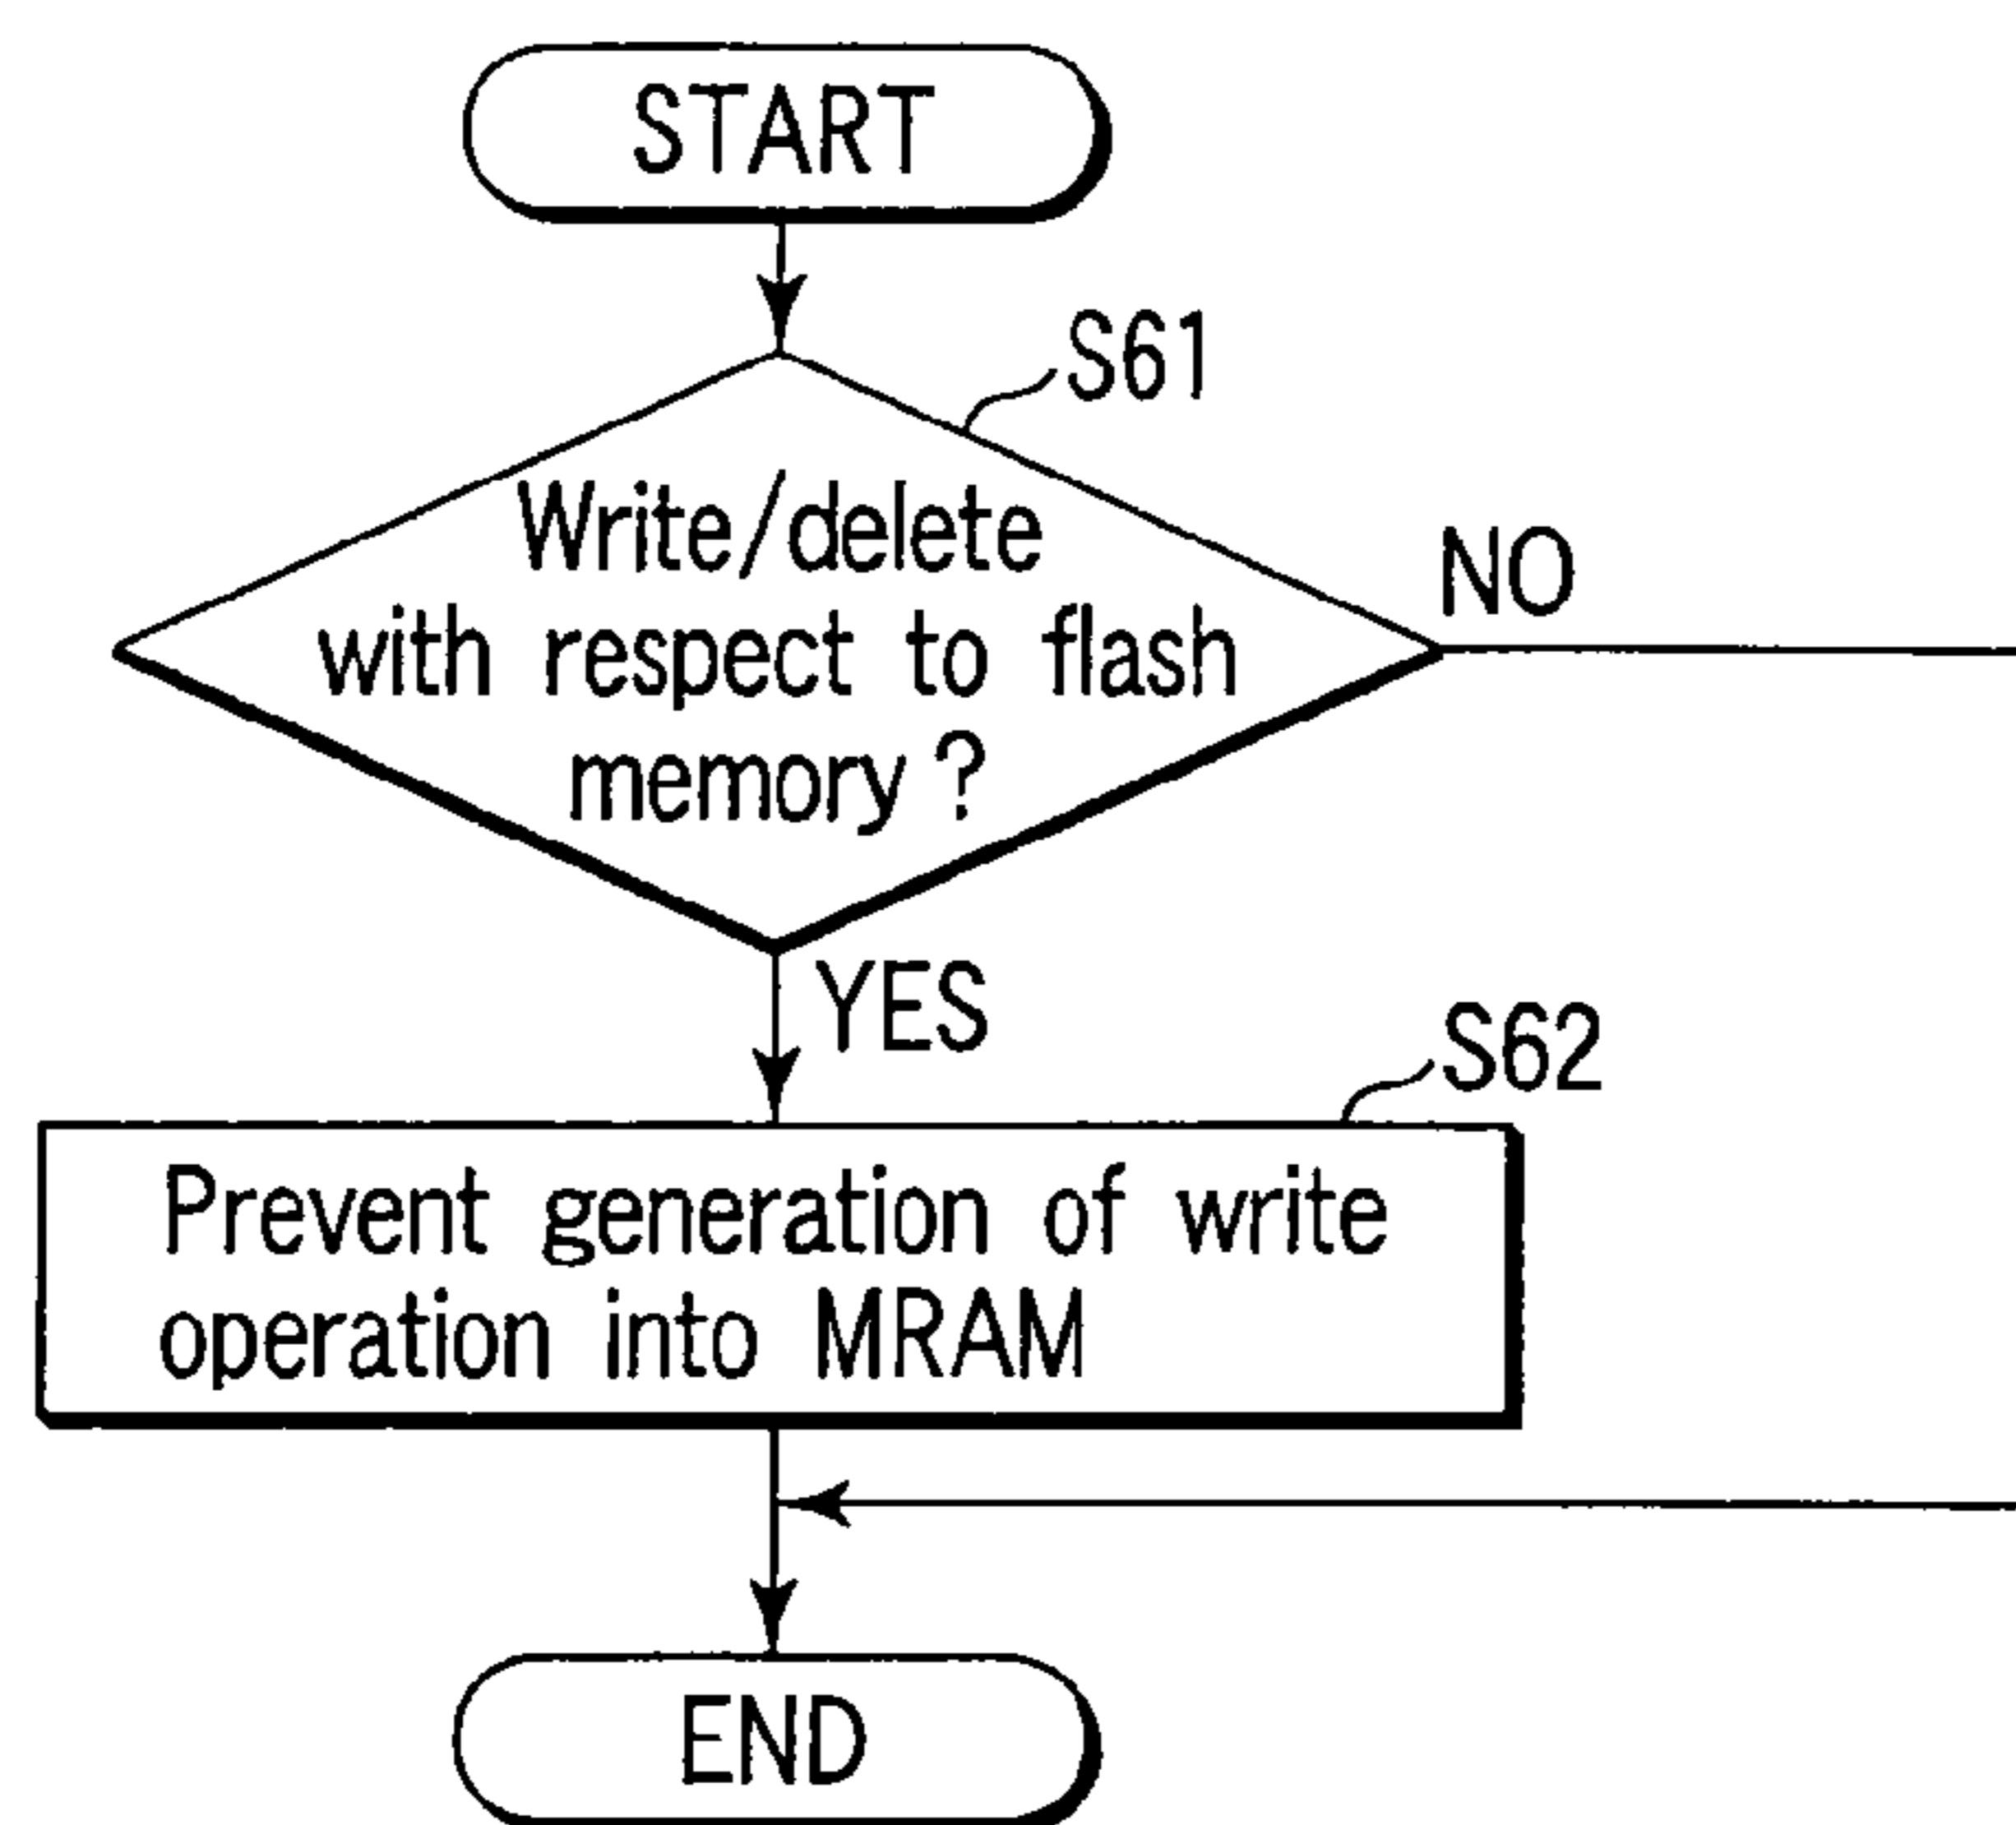 START
S61
Write/delete
with respect to flash
memory?
NO
YES
S62
Prevent generation of write
operation into MRAM
END